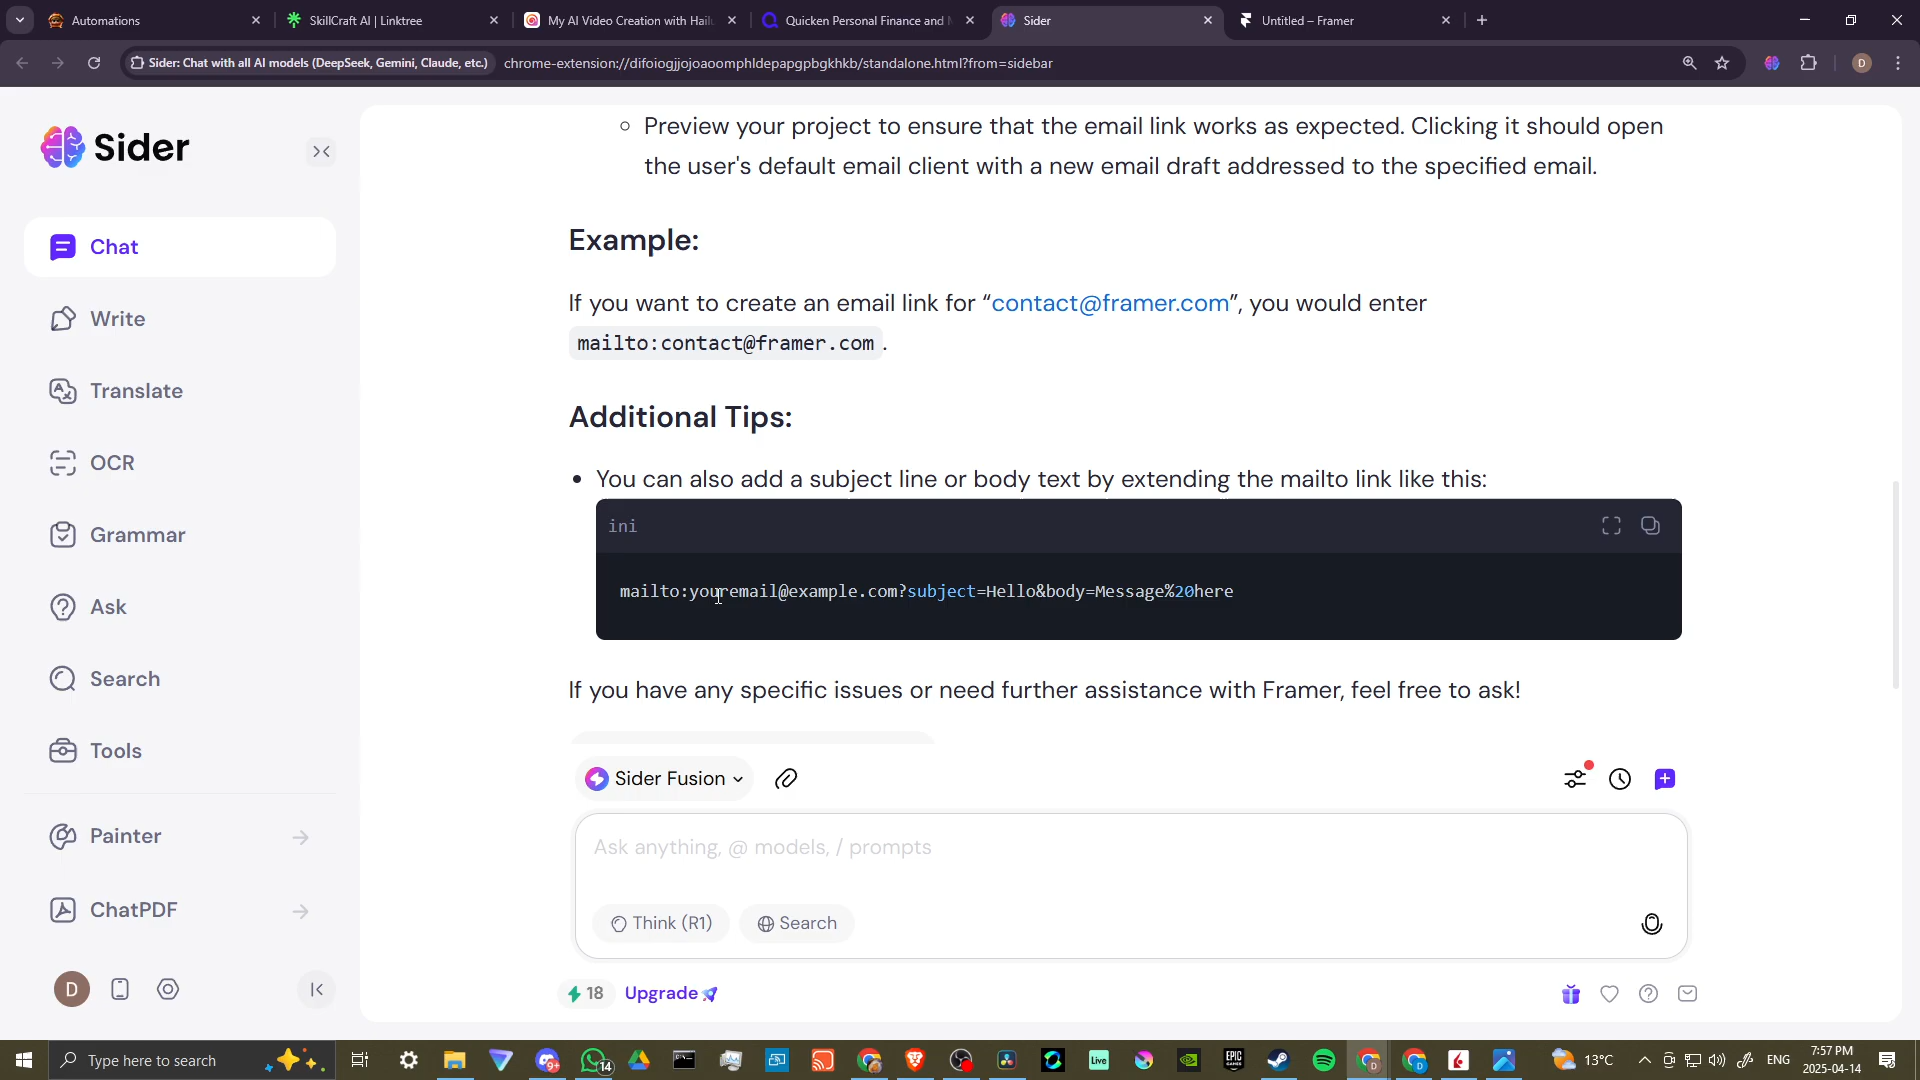 Automations
SkillCraft AI | Linktree
My AI Video Creation with Hail
Quicken Personal Finance and
Sider
Untitled – Framer
Sider: Chat with all AI models (DeepSeek, Gemini, Claude, etc.)
chrome-extension://difoiogjjojoaoomphldepapgpbgkhkb/standalone.html?from=sidebar
D
Sider
Chat
Write
Translate
OCR
Grammar
Ask
Search
Tools
Painter
ChatPDF
D
Preview your project to ensure that the email link works as expected. Clicking it should open
the user's default email client with a new email draft addressed to the specified email.
Example:
If you want to create an email link for “contact@framer.com”, you would enter
mailto:contact@framer.com.
Additional Tips:
You can also add a subject line or body text by extending the mailto link like this:
ini
mailto:youremail@example.com?subject=Hello&body=Message%20here
If you have any specific issues or need further assistance with Framer, feel free to ask!
Sider Fusion
Ask anything, @ models, / prompts
Think (R1)
Search
18
Upgrade
Type here to search
9+
14
Live
EPIC GAMES
D
D
13°C
ENG
7:57 PM
2025-04-14